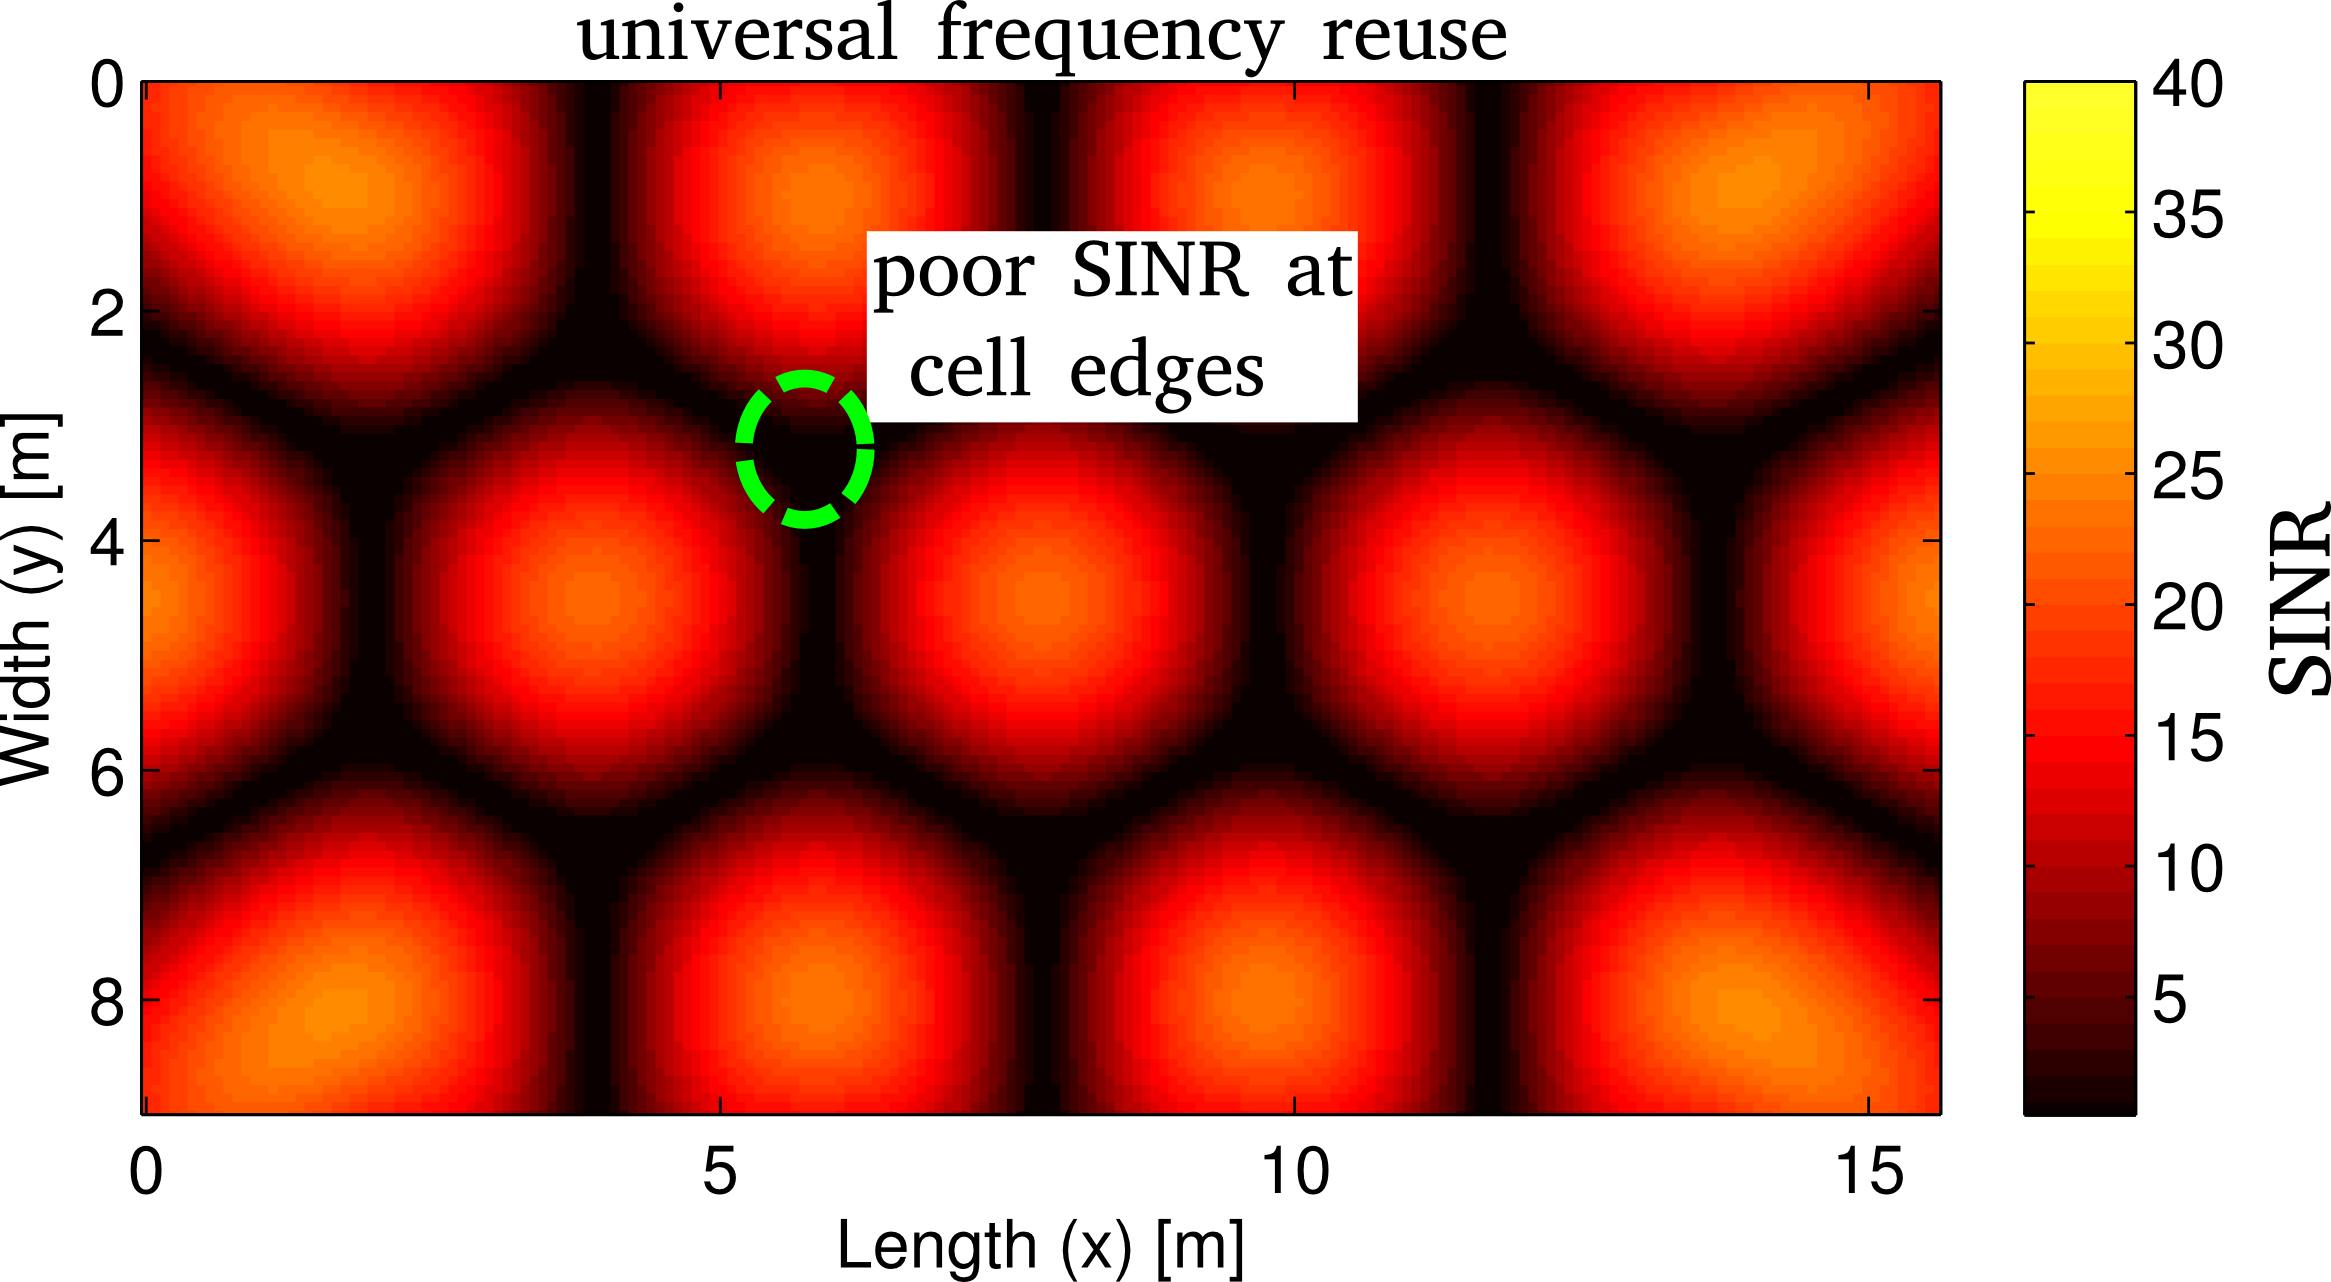 universal frequency reuse
0
2
4
6
8
Width (y) [m]
poor SINR at
cell edges
0
5
10
15
Length (x) [m]
40
35
30
25
20
15
10
5
SINR